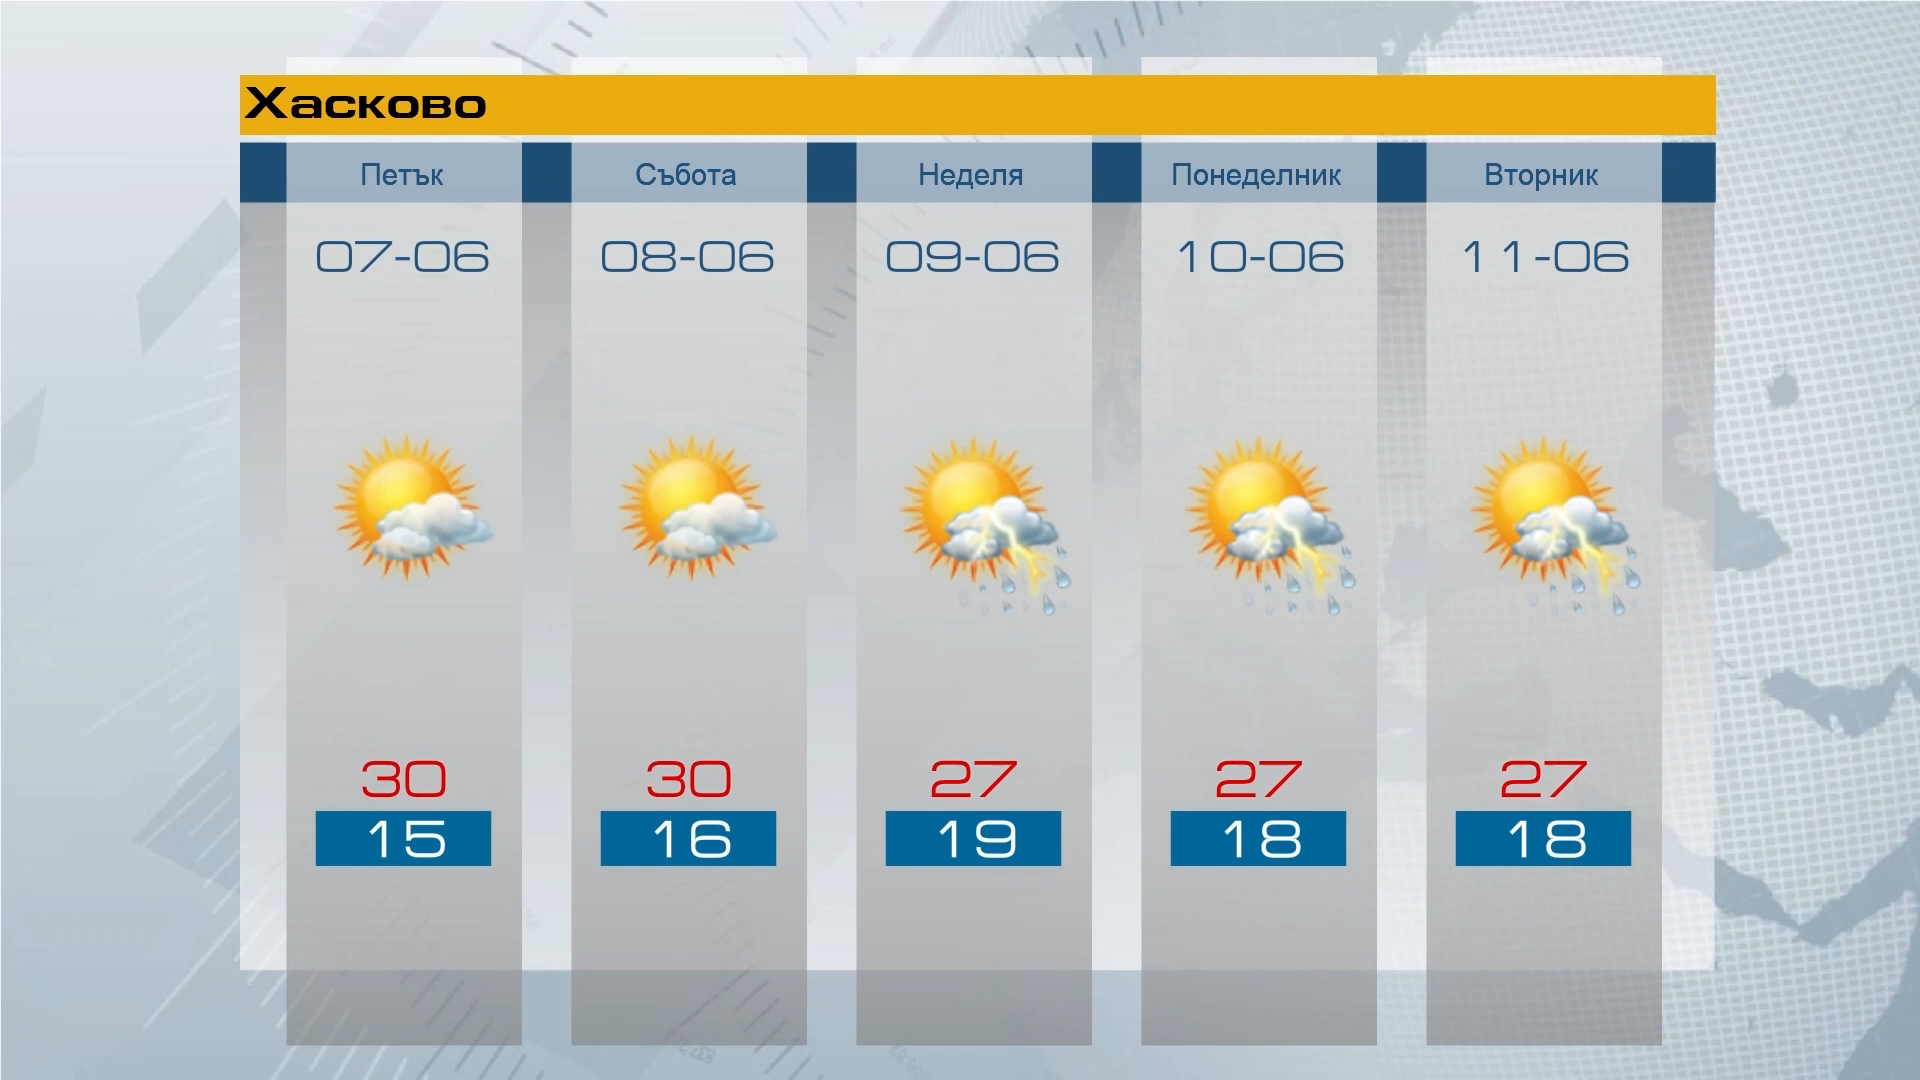 Хасково
Петък Събота Неделя Понеделник Вторник
07-06 08-06 09-06 10-06 11-06
30 30 27 27 27
15 16 19 18 18